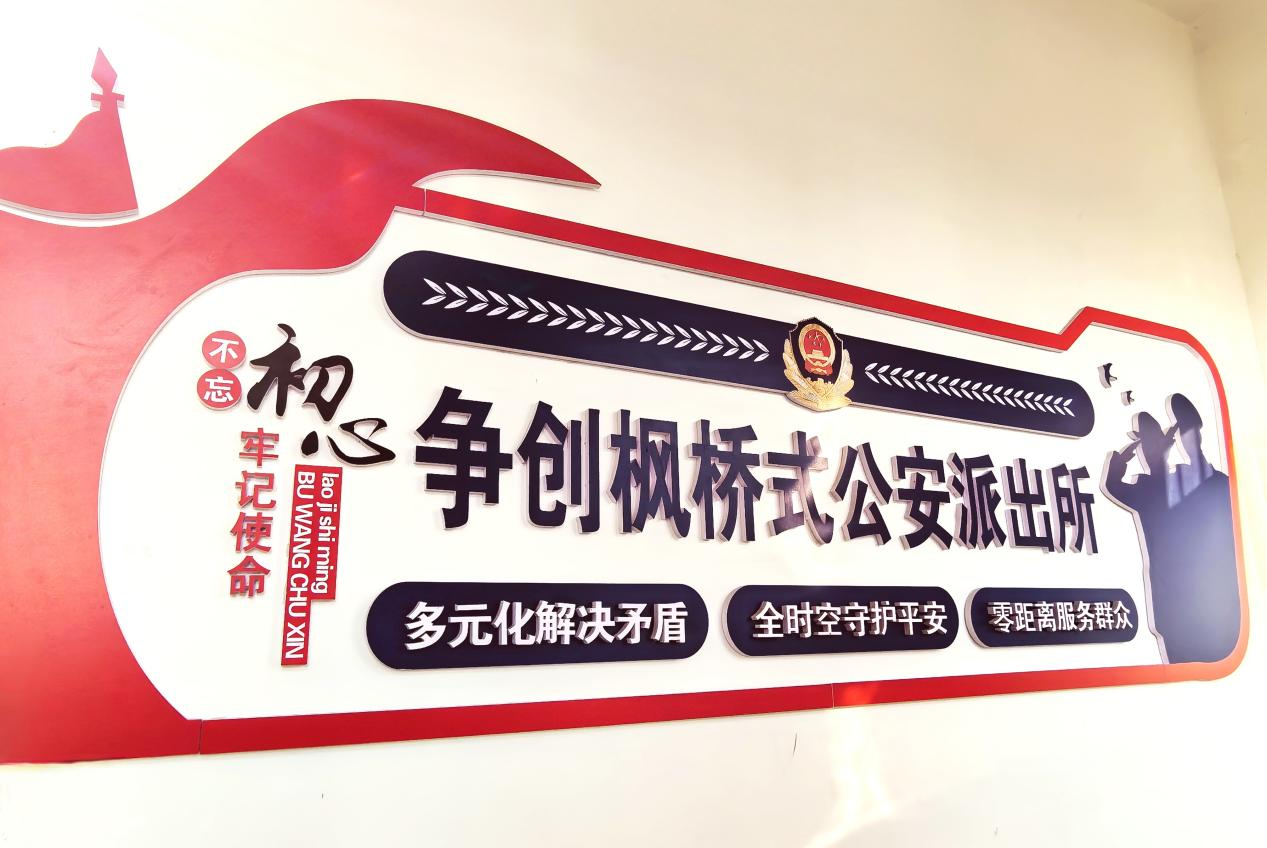 不忘
初心
牢记使命
lao ji shi ming
BU WANG CHU XIN
争创枫桥式公安派出所
多元化解决矛盾
全时空守护平安
零距离服务群众